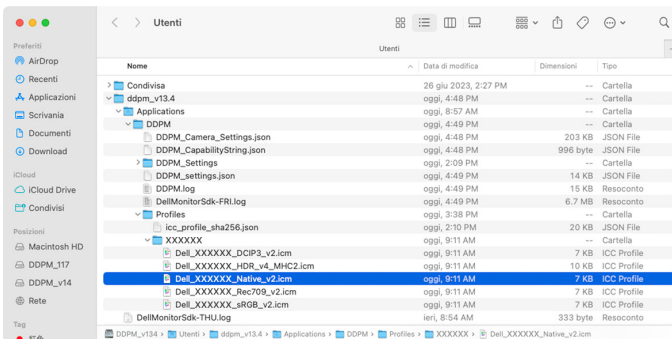 Utenti
Preferiti
AirDrop
Recenti
Applicazioni
Scrivania
Documenti
Download
iCloud
iCloud Drive
Condivisi
Posizioni
Macintosh HD
DDPM_117
DDPM_v14
Rete
Tag
Utenti
Nome Data di modifica Dimensioni Tipo
Condivisa 26 giu 2023, 2:27 PM -- Cartella
ddpm_v13.4 oggi, 4:48 PM -- Cartella
Applications oggi, 8:57 AM -- Cartella
DDPM oggi, 4:49 PM -- Cartella
DDPM_Camera_Settings.json oggi, 4:48 PM 203 KB JSON File
DDPM_CapabilityString.json oggi, 4:48 PM 996 byte JSON File
DDPM_Settings oggi, 2:09 PM -- Cartella
DDPM_settings.json oggi, 4:49 PM 14 KB JSON File
DDPM.log oggi, 4:49 PM 15 KB Resoconto
DellMonitorSdk-FRI.log oggi, 4:49 PM 6.7 MB Resoconto
Profiles oggi, 3:38 PM -- Cartella
icc_profile_sha256.json oggi, 2:10 PM 20 KB JSON File
XXXXXX oggi, 9:11 AM -- Cartella
Dell_XXXXXX_DCIP3_v2.icm oggi, 9:11 AM 7 KB ICC Profile
Dell_XXXXXX_HDR_v4_MHC2.icm oggi, 9:11 AM 10 KB ICC Profile
Dell_XXXXXX_Native_v2.icm oggi, 9:11 AM 7 KB ICC Profile
Dell_XXXXXX_Rec709_v2.icm oggi, 9:11 AM 7 KB ICC Profile
Dell_XXXXXX_sRGB_v2.icm oggi, 9:11 AM 7 KB ICC Profile
DellMonitorSdk-THU.log ieri, 8:54 AM 333 byte Resoconto
DDPM_v134 › Utenti › ddpm_v13.4 › Applications › DDPM › Profiles › XXXXXX › Dell_XXXXXX_Native_v2.icm